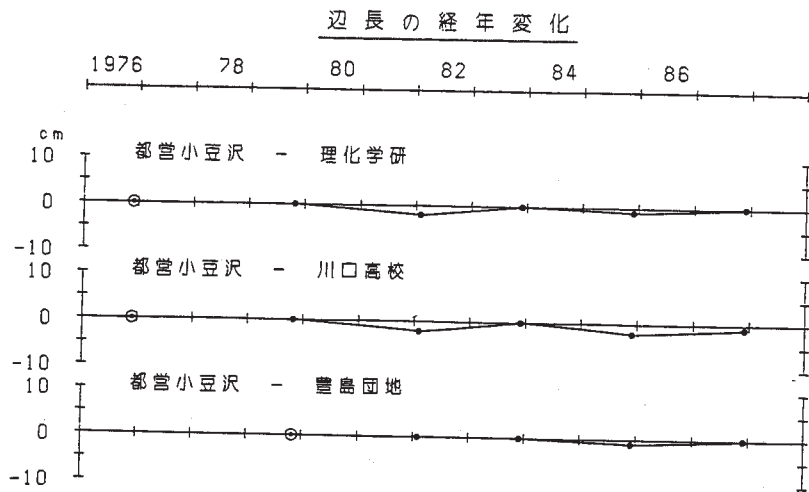 辺長の経年変化
1976 78 80 82 84 86
cm
10 都営小豆沢 － 理化学研
0
-10
10 都営小豆沢 － 川口高校
0
-10
10 都営小豆沢 － 豊島団地
0
-10